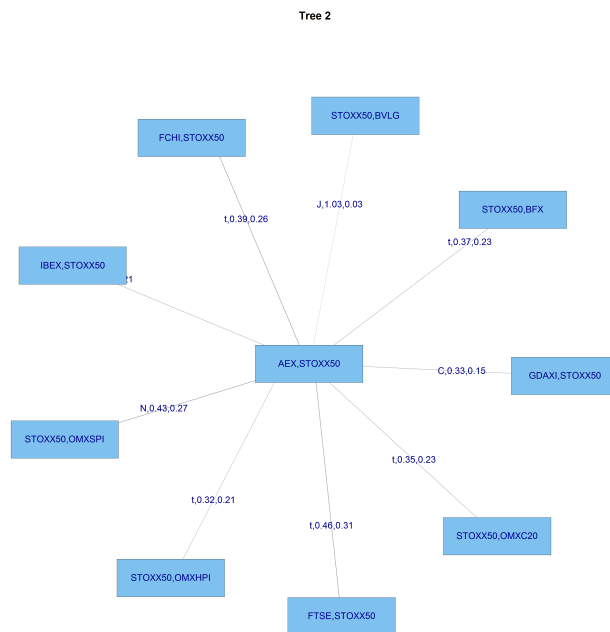 Tree 2
STOXX50,BVLG
FCHI,STOXX50
J,1.03,0.03
STOXX50,BFX
t,0.39,0.26
t,0.37,0.23
IBEX,STOXX50
21
AEX,STOXX50
C,0.33,0.15
GDAXI,STOXX50
N,0.43,0.27
STOXX50,OMXSPI
t,0.35,0.23
t,0.32,0.21
t,0.46,0.31
STOXX50,OMXC20
STOXX50,OMXHPI
FTSE,STOXX50